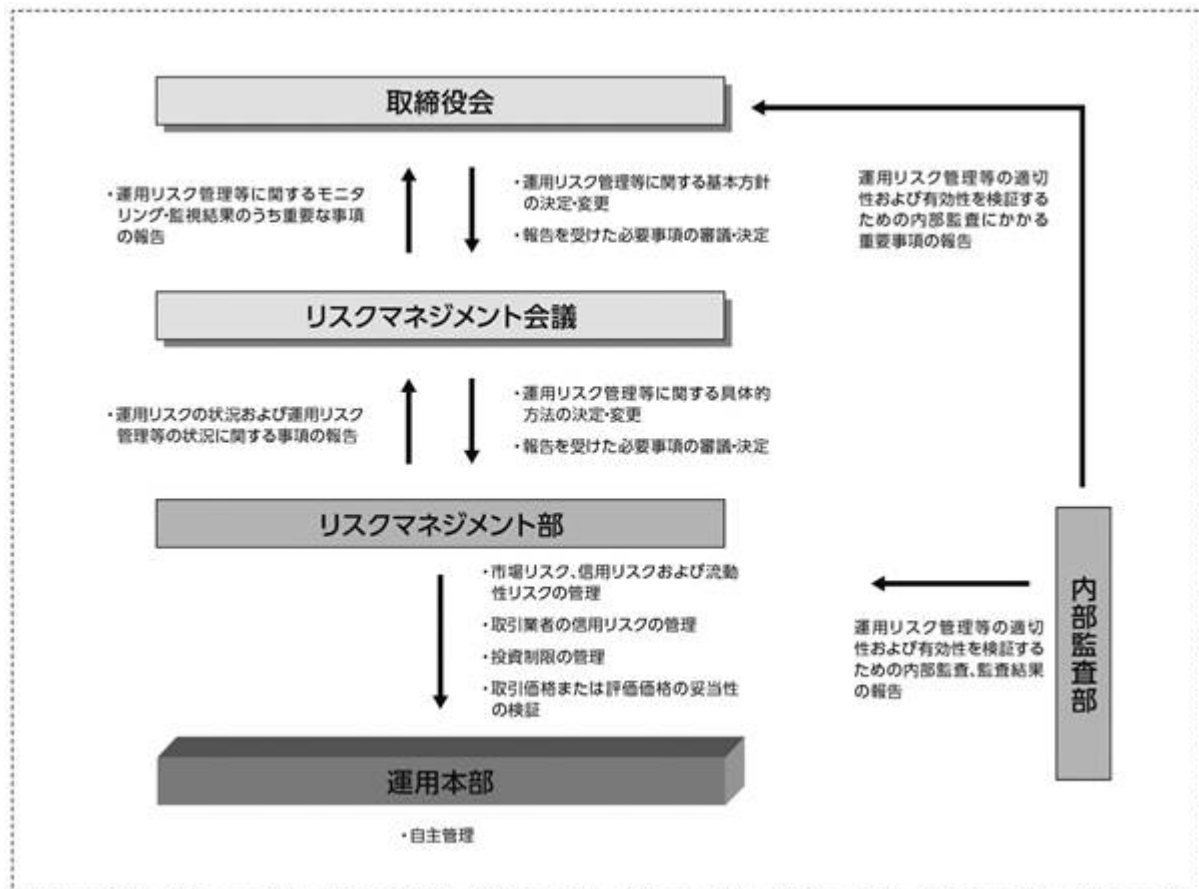 取締役会
・運用リスク管理等に関するモニタ
リング・監視結果のうち重要な事項
の報告
・運用リスク管理等に関する基本方針
の決定・変更
・報告を受けた必要事項の審議・決定
運用リスク管理等の適切
性および有効性を検証す
るための内部監査にかかる
重要事項の報告
リスクマネジメント会議
・運用リスクの状況および運用リスク
管理等の状況に関する事項の報告
・運用リスク管理等に関する具体的
方法の決定・変更
・報告を受けた必要事項の審議・決定
リスクマネジメント部
・市場リスク、信用リスクおよび流動
性リスクの管理
・取引業者の信用リスクの管理
・投資制限の管理
・取引価格または評価価格の妥当性
の検証
運用リスク管理等の適切
性および有効性を検証する
ための内部監査、監査結果
の報告
内部監査部
運用本部
・自主管理